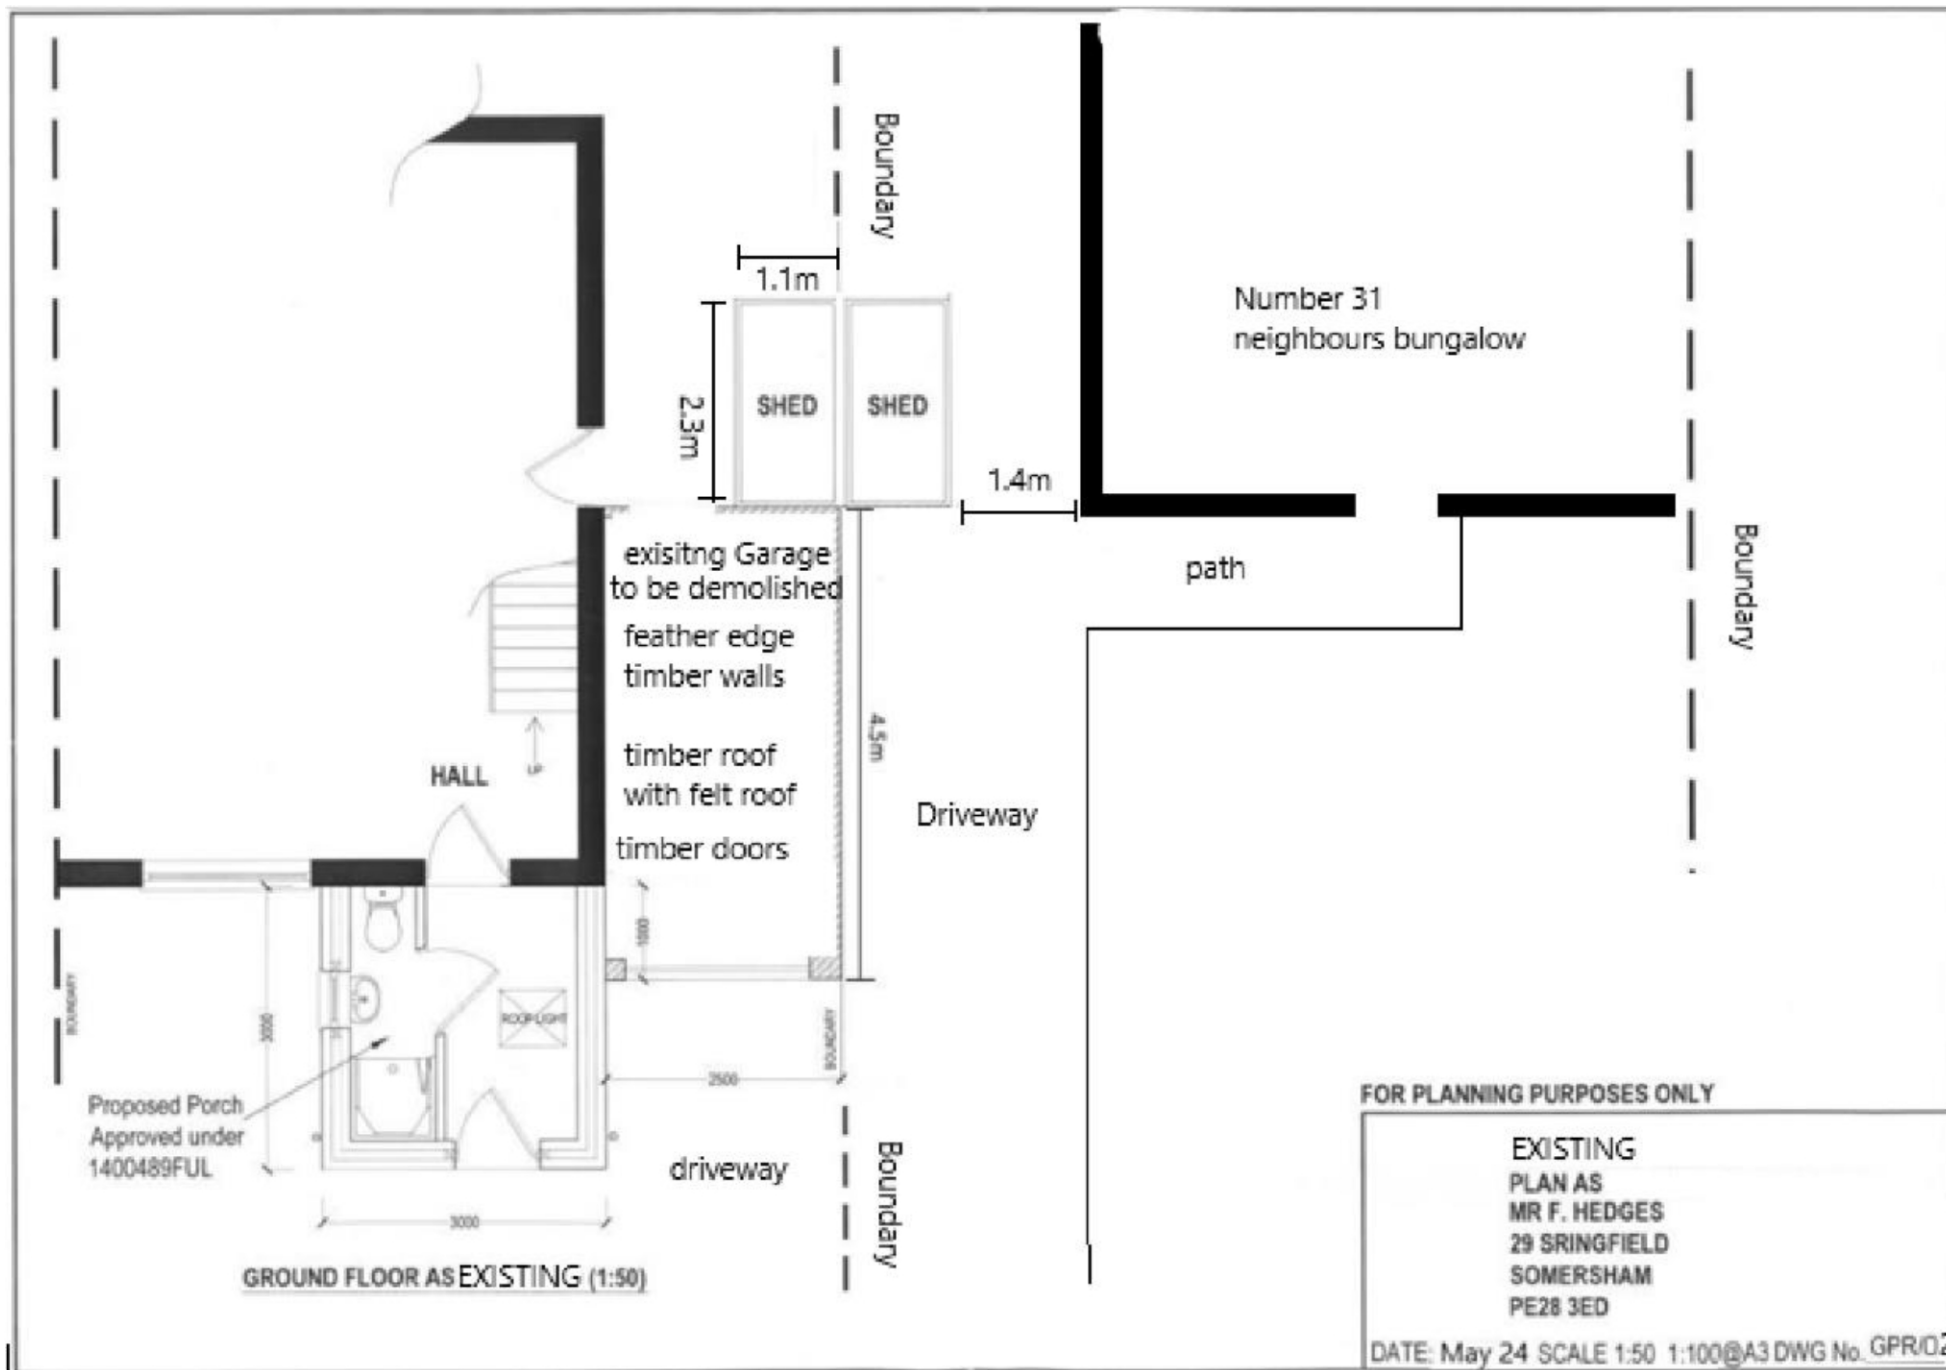 Boundary
1.1m
Number 31
neighbours bungalow
2.3m
SHED
SHED
1.4m
exisitng Garage
to be demolished
path
Boundary
feather edge
timber walls
4.5m
timber roof
with felt roof
HALL
UP
Driveway
timber doors
1000
BOUNDARY
3000
ROOFLIGHT
BOUNDARY
2500
Proposed Porch
Approved under
1400489FUL
driveway
Boundary
3000
GROUND FLOOR AS EXISTING (1:50)
FOR PLANNING PURPOSES ONLY
EXISTING
PLAN AS
MR F. HEDGES
29 SRINGFIELD
SOMERSHAM
PE28 3ED
DATE: May 24 SCALE 1:50 1:100@A3 DWG No. GPR/02